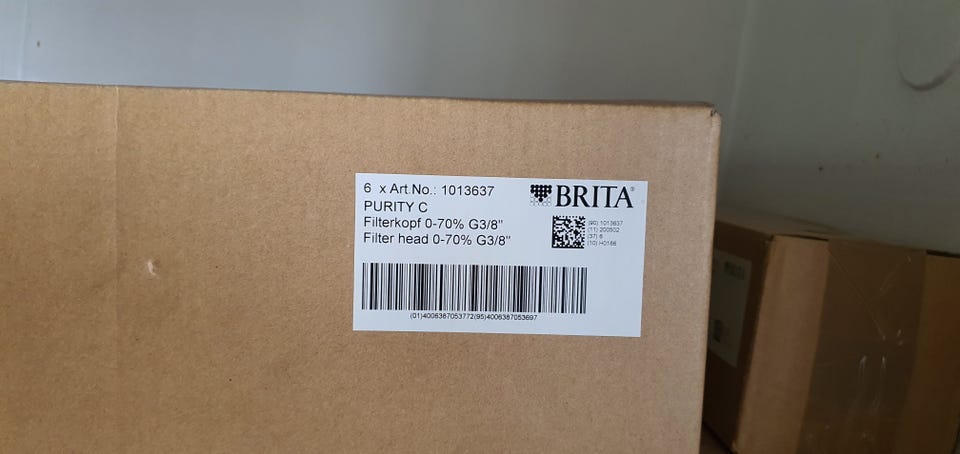 6 x Art.No.: 1013637
PURITY C
Filterkopf 0-70% G3/8"
Filter head 0-70% G3/8"
BRITA®
(90) 1013637
(11) 200502
(37) 6
(10) H0166
(01)4006387053772(95)4006387053697